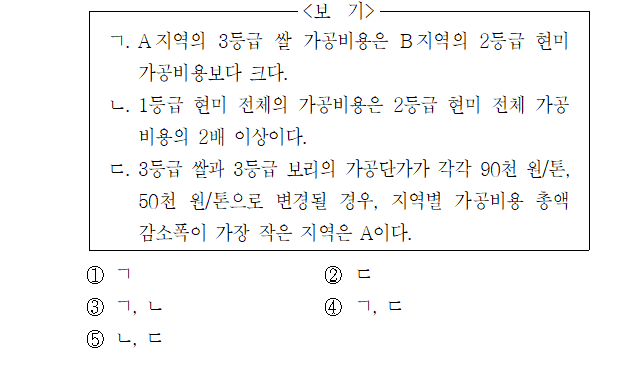 <보 기>
ㄱ. A지역의 3등급 쌀 가공비용은 B지역의 2등급 현미
가공비용보다 크다.
ㄴ. 1등급 현미 전체의 가공비용은 2등급 현미 전체 가공
비용의 2배 이상이다.
ㄷ. 3등급 쌀과 3등급 보리의 가공단가가 각각 90천 원/톤,
50천 원/톤으로 변경될 경우, 지역별 가공비용 총액
감소폭이 가장 작은 지역은 A이다.
① ㄱ ② ㄷ
③ ㄱ, ㄴ ④ ㄱ, ㄷ
⑤ ㄴ, ㄷ